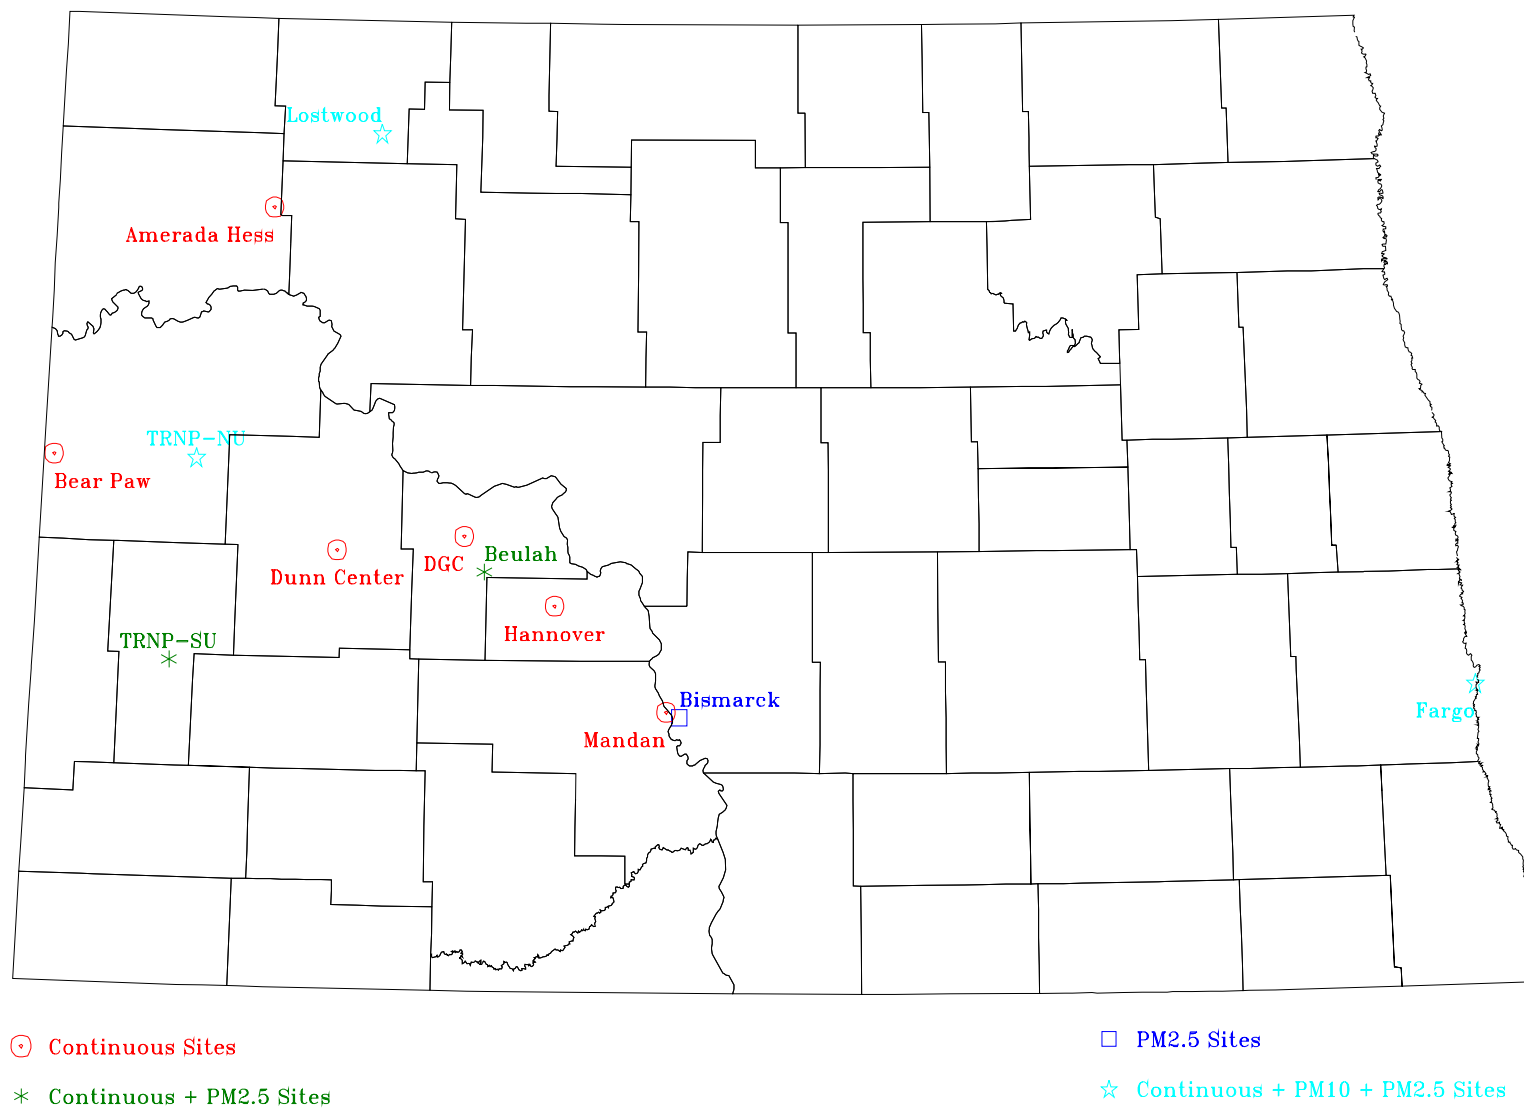 Lostwood
Amerada Hess
TRNP-NU
Bear Paw
Dunn Center
DGC
Beulah
Hannover
TRNP-SU
Bismarck
Mandan
Fargo
Continuous Sites
PM2.5 Sites
Continuous + PM2.5 Sites
Continuous + PM10 + PM2.5 Sites